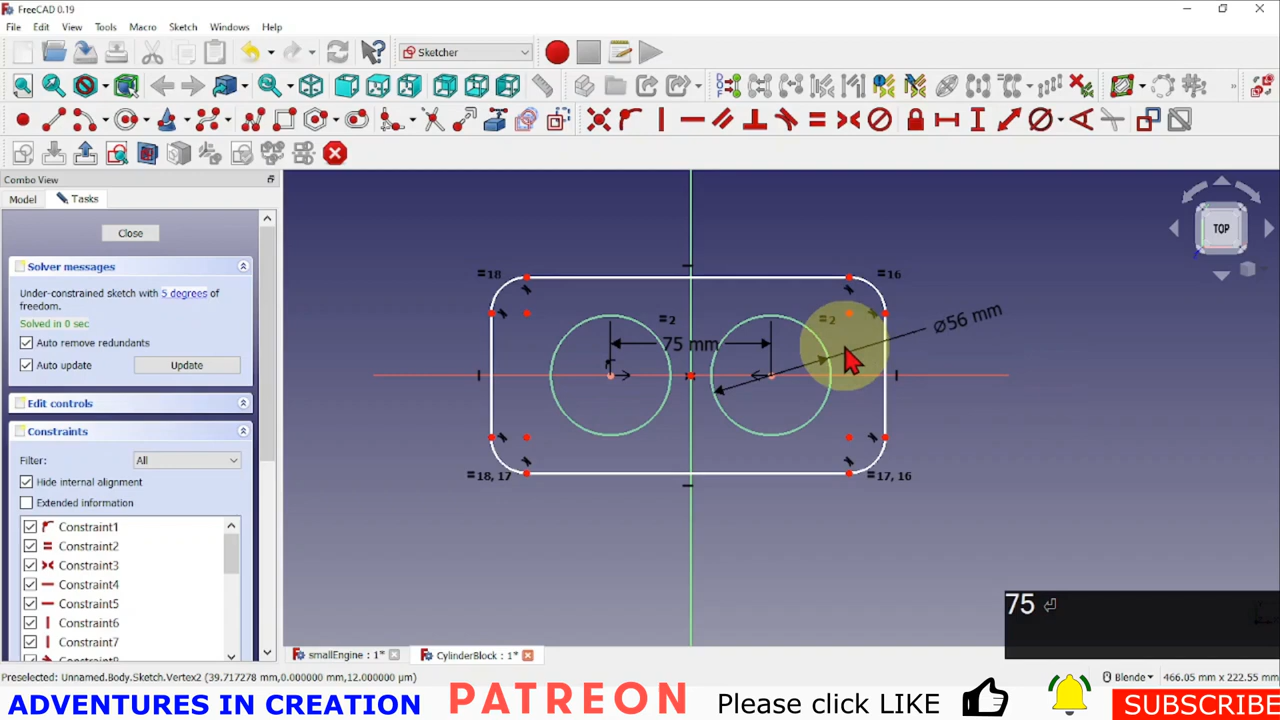 FreeCAD 0.19
File Edit View Tools Macro Sketch Windows Help
Sketcher
Combo View
Model Tasks
Close
Solver messages
Under-constrained sketch with 5 degrees of
freedom.
Solved in 0 sec
Auto remove redundants
Auto update Update
Edit controls
Constraints
Filter: All
Hide internal alignment
Extended information
Constraint1
Constraint2
Constraint3
Constraint4
Constraint5
Constraint6
Constraint7
=18
=16
=2
=2
75 mm
⌀56 mm
=18, 17
=17, 16
TOP
75 ⏎
smallEngine : 1*
CylinderBlock : 1*
Preselected: Unnamed.Body.Sketch.Vertex2 (39.717278 mm,0.000000 mm,12.000000 µm)
Blende
466.05 mm x 222.55 mm
ADVENTURES IN CREATION PATREON Please click LIKE SUBSCRIBE